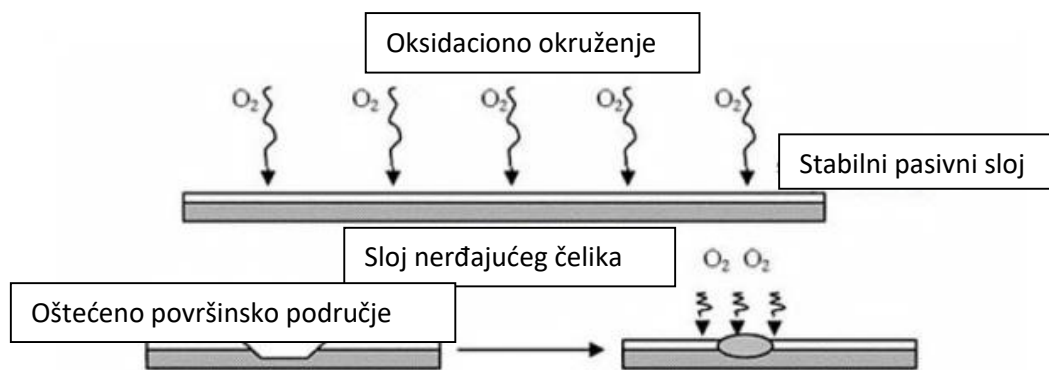 Oksidaciono okruženje
O₂ O₂ O₂ O₂ O₂
Stabilni pasivni sloj
Sloj nerđajućeg čelika
O₂ O₂
Oštećeno površinsko područje